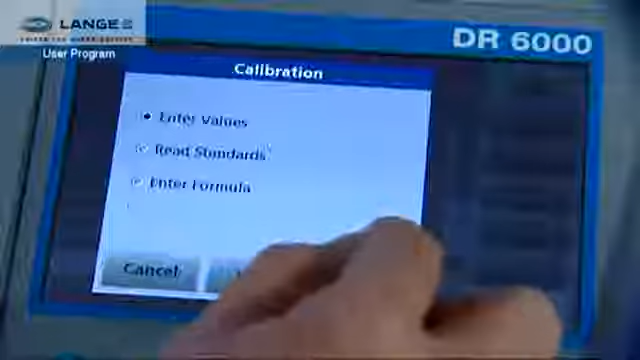 LANGE
User Program
DR 6000
Calibration
Enter Values
Read Standards
Enter Formula
Cancel